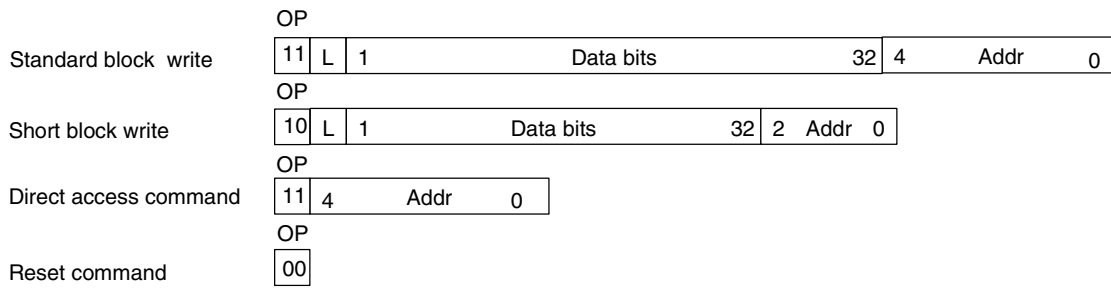 OP
Standard block write 11 L 1 Data bits 32 4 Addr 0
OP
Short block write 10 L 1 Data bits 32 2 Addr 0
OP
Direct access command 11 4 Addr 0
OP
Reset command 00